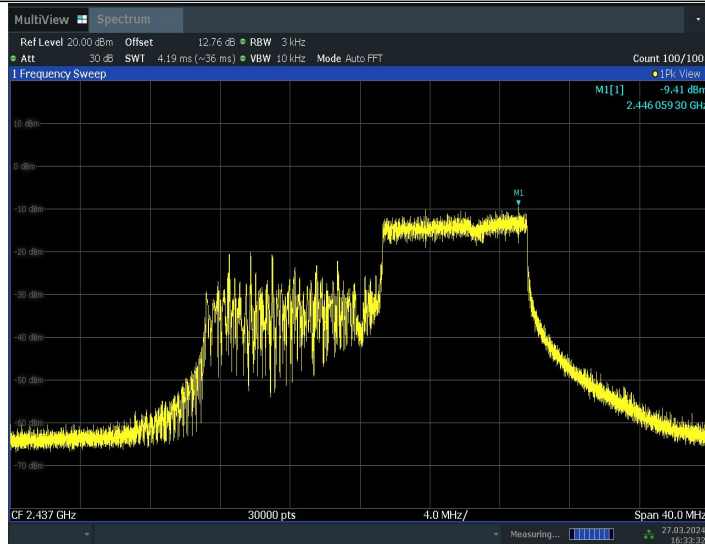 MultiView Spectrum
Ref Level 20.00 dBm Offset 12.76 dB RBW 3 kHz
Att 30 dB SWT 4.19 ms (~36 ms) VBW 10 kHz Mode Auto FFT Count 100/100
1 Frequency Sweep 1Pk View
M1[1] -9.41 dBm
2.446 059 30 GHz
10 dBm
0 dBm
M1
-10 dBm
-20 dBm
-30 dBm
-40 dBm
-50 dBm
-60 dBm
-70 dBm
CF 2.437 GHz 30000 pts 4.0 MHz/ Span 40.0 MHz
Measuring... 27.03.2024
16:33:32